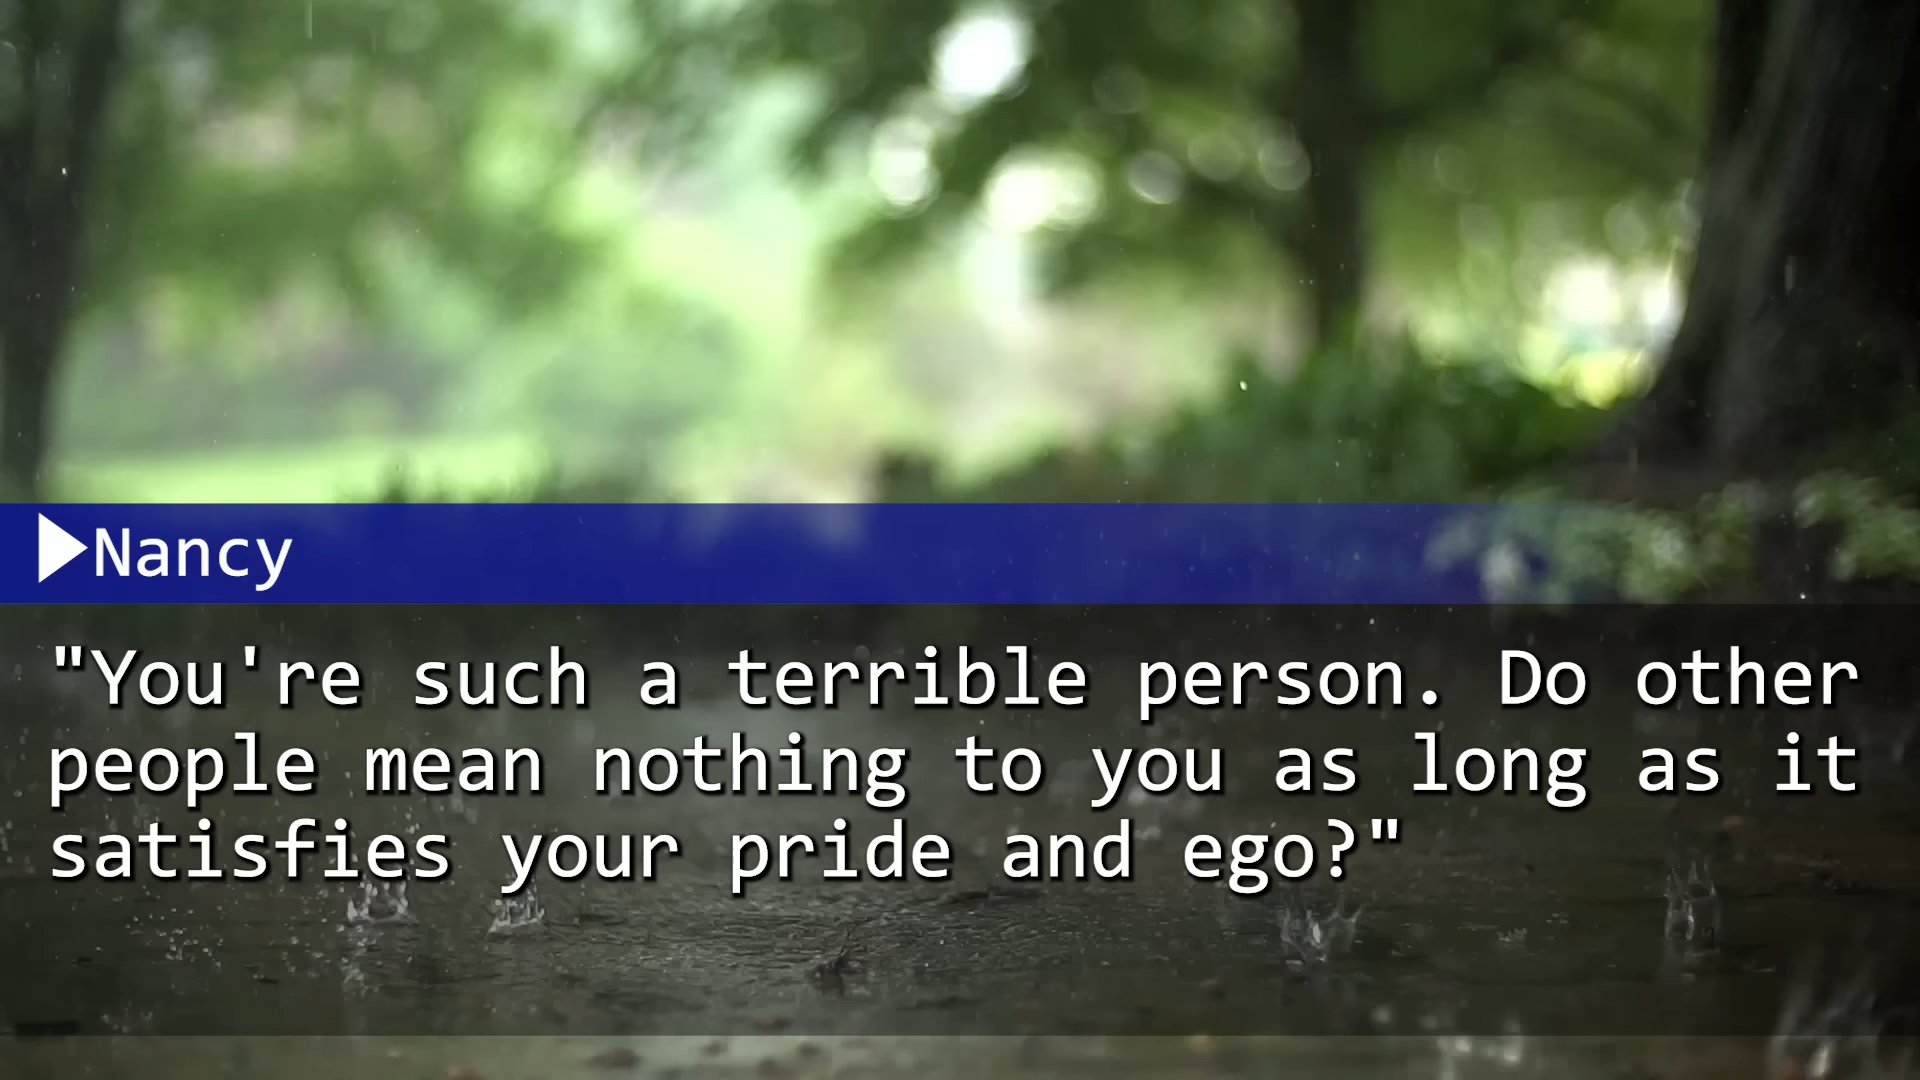 Nancy
"You're such a terrible person. Do other
people mean nothing to you as long as it
satisfies your pride and ego?"